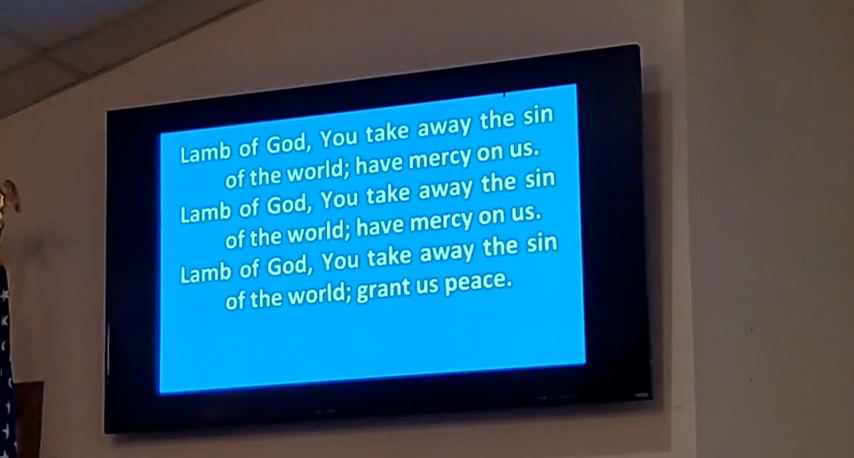 Lamb of God, You take away the sin
of the world; have mercy on us.
Lamb of God, You take away the sin
of the world; have mercy on us.
Lamb of God, You take away the sin
of the world; grant us peace.